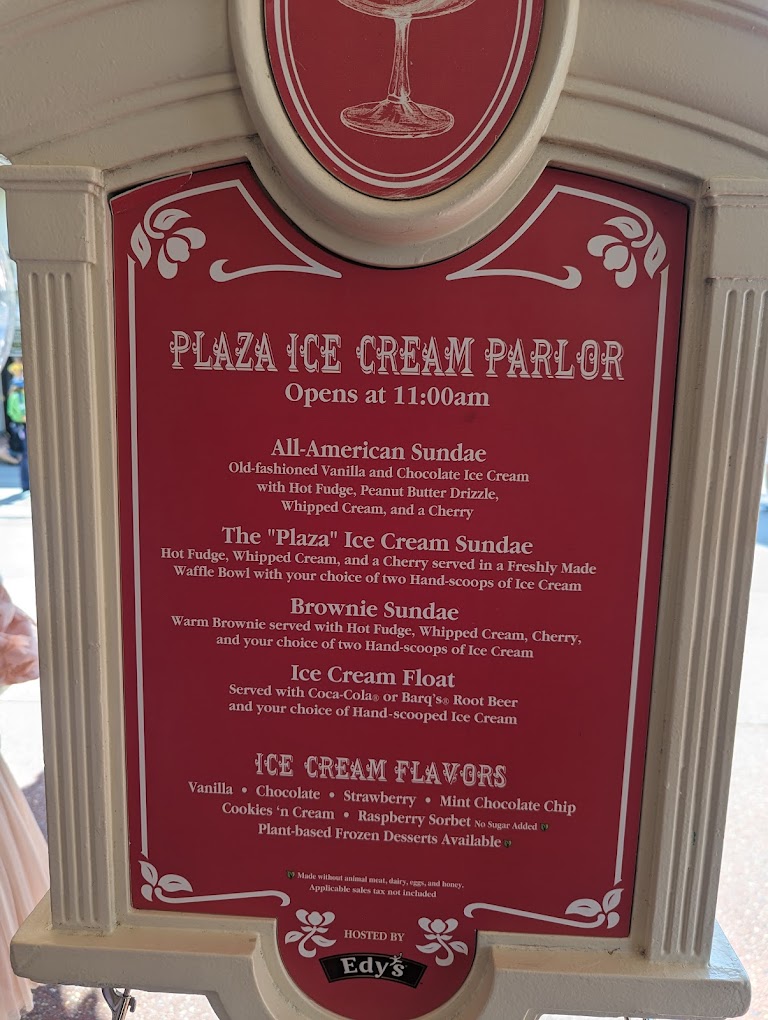 PLAZA ICE CREAM PARLOR
Opens at 11:00am
All-American Sundae
Old-fashioned Vanilla and Chocolate Ice Cream
with Hot Fudge, Peanut Butter Drizzle,
Whipped Cream, and a Cherry
The "Plaza" Ice Cream Sundae
Hot Fudge, Whipped Cream, and a Cherry served in a Freshly Made
Waffle Bowl with your choice of two Hand-scoops of Ice Cream
Brownie Sundae
Warm Brownie served with Hot Fudge, Whipped Cream, Cherry,
and your choice of two Hand-scoops of Ice Cream
Ice Cream Float
Served with Coca-Cola® or Barq's® Root Beer
and your choice of Hand-scooped Ice Cream
ICE CREAM FLAVORS
Vanilla • Chocolate • Strawberry • Mint Chocolate Chip
Cookies 'n Cream • Raspberry Sorbet No Sugar Added
Plant-based Frozen Desserts Available
Made without animal meat, dairy, eggs, and honey.
Applicable sales tax not included
HOSTED BY
Edy's